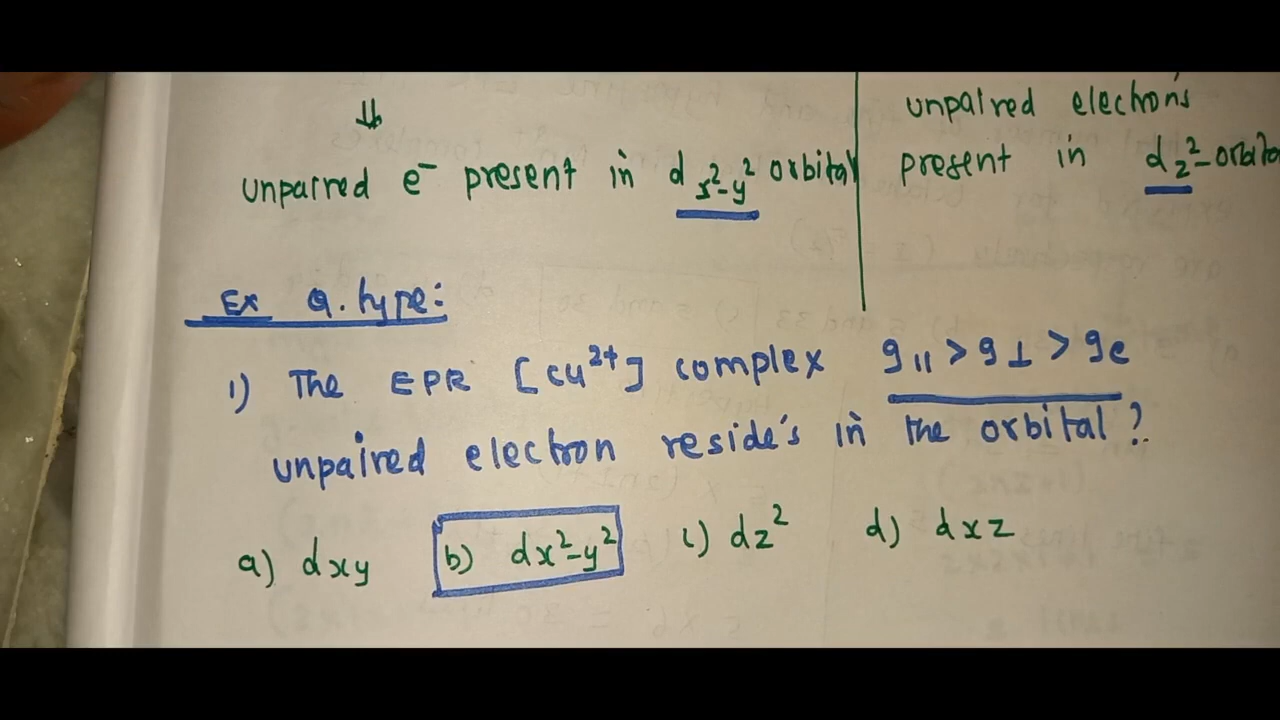 ⇓
unpaired e⁻ present in dx²-y² orbital
unpaired electrons
present in dz²-orbita
Ex Q. type:
1) The EPR [cu²⁺] complex g∥ > g⊥ > ge
unpaired electron reside's in the orbital?
a) dxy b) dx²-y² c) dz² d) dxz